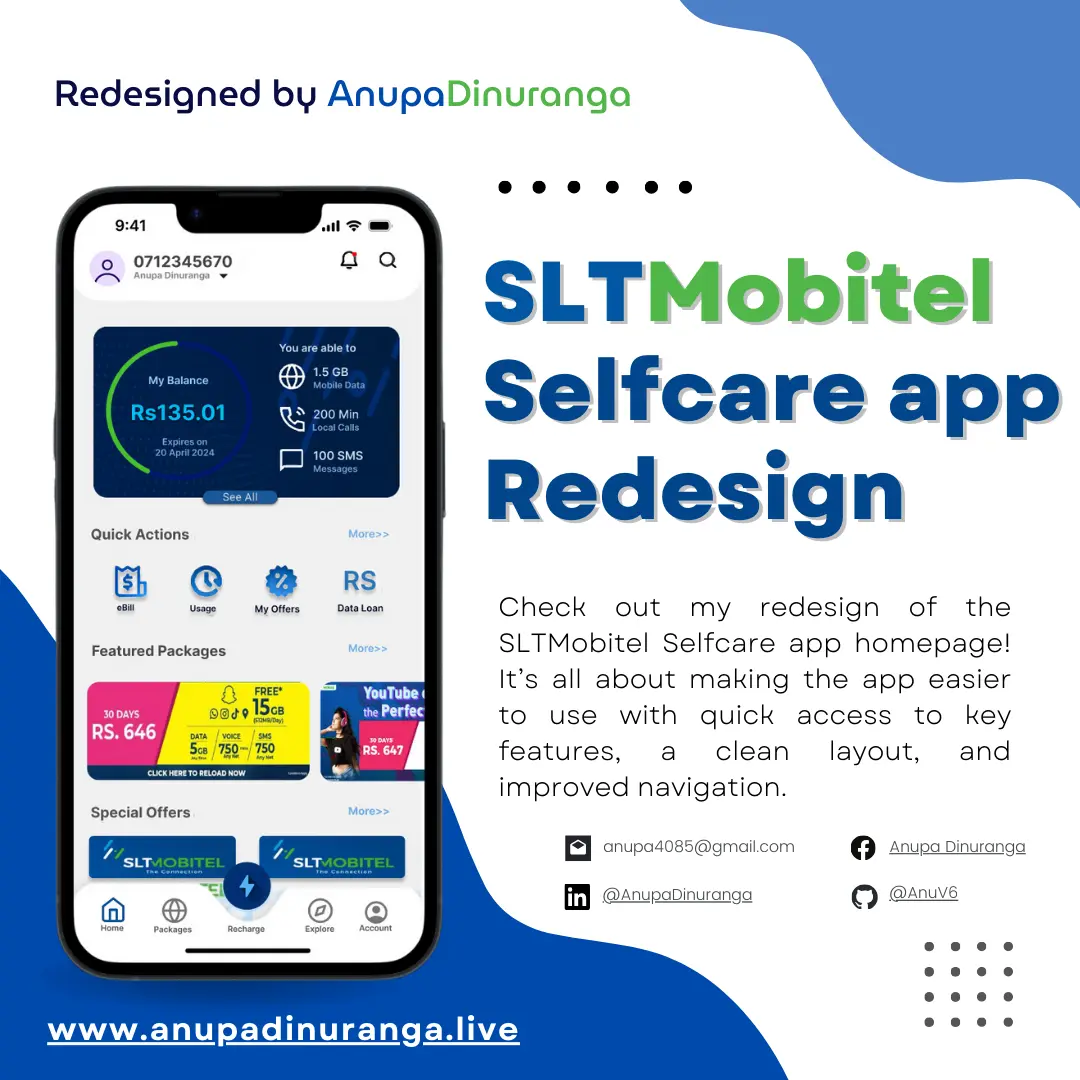 Redesigned by AnupaDinuranga
9:41
0712345670
Anupa Dinuranga
My Balance
Rs135.01
Expires on
20 April 2024
You are able to
1.5 GB
Mobile Data
200 Min
Local Calls
100 SMS
Messages
See All
Quick Actions
More>>
eBill
Usage
My Offers
RS
Data Loan
Featured Packages
More>>
30 DAYS
RS. 646
FREE*
15GB
DATA
5GB
VOICE
750
Any Net
SMS
750
Any Net
CLICK HERE TO RELOAD NOW
YouTube
the Perfec
30 DAYS
RS. 647
Special Offers
More>>
SLTMOBITEL
The Connection
SLTMOBITEL
The Connection
Home
Packages
Recharge
Explore
Account
SLTMobitel
Selfcare app
Redesign
Check out my redesign of the
SLTMobitel Selfcare app homepage!
It’s all about making the app easier
to use with quick access to key
features, a clean layout, and
improved navigation.
anupa4085@gmail.com
Anupa Dinuranga
@AnupaDinuranga
@AnuV6
www.anupadinuranga.live